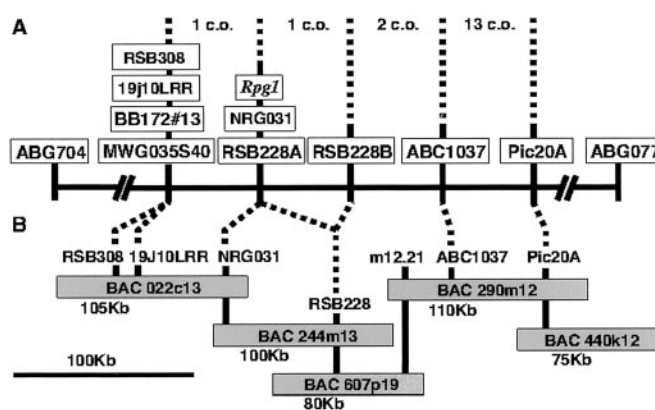 A 1 c.o. 1 c.o. 2 c.o. 13 c.o.
RSB308
19j10LRR Rpg1
BB172#13 NRG031
ABG704 MWG035S40 RSB228A RSB228B ABC1037 Pic20A ABG077
B
RSB308 19J10LRR NRG031 m12.21 ABC1037 Pic20A
BAC 022c13 BAC 290m12
105Kb RSB228 110Kb
BAC 244m13 BAC 440k12
100Kb 100Kb 75Kb
BAC 607p19
80Kb